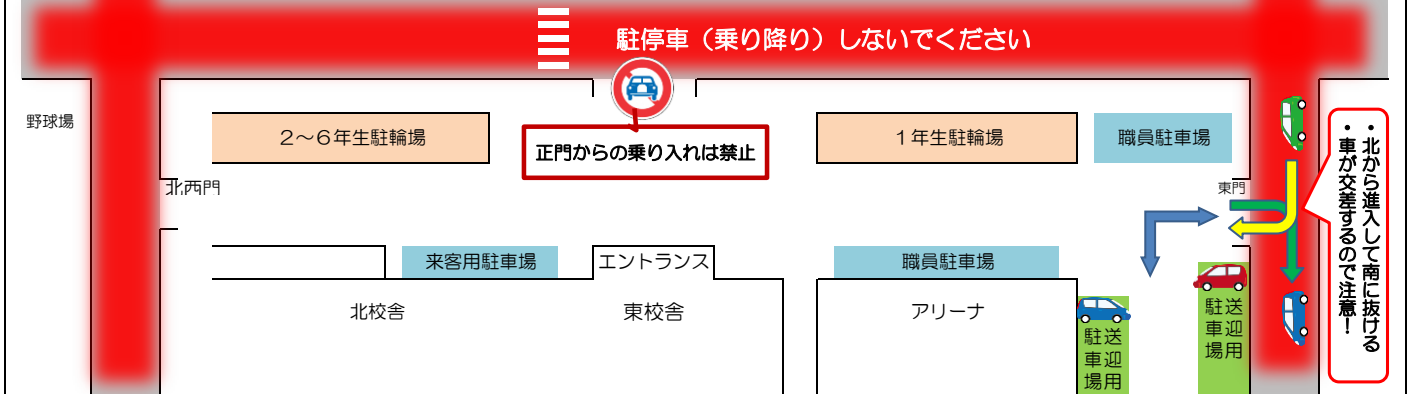 駐停車（乗り降り）しないでください
野球場
２～６年生駐輪場
正門からの乗り入れは禁止
１年生駐輪場
職員駐車場
・北から進入して南に抜ける
・車が交差するので注意！
北西門
東門
来客用駐車場
エントランス
職員駐車場
北校舎
東校舎
アリーナ
送迎用
駐車場
送迎用
駐車場